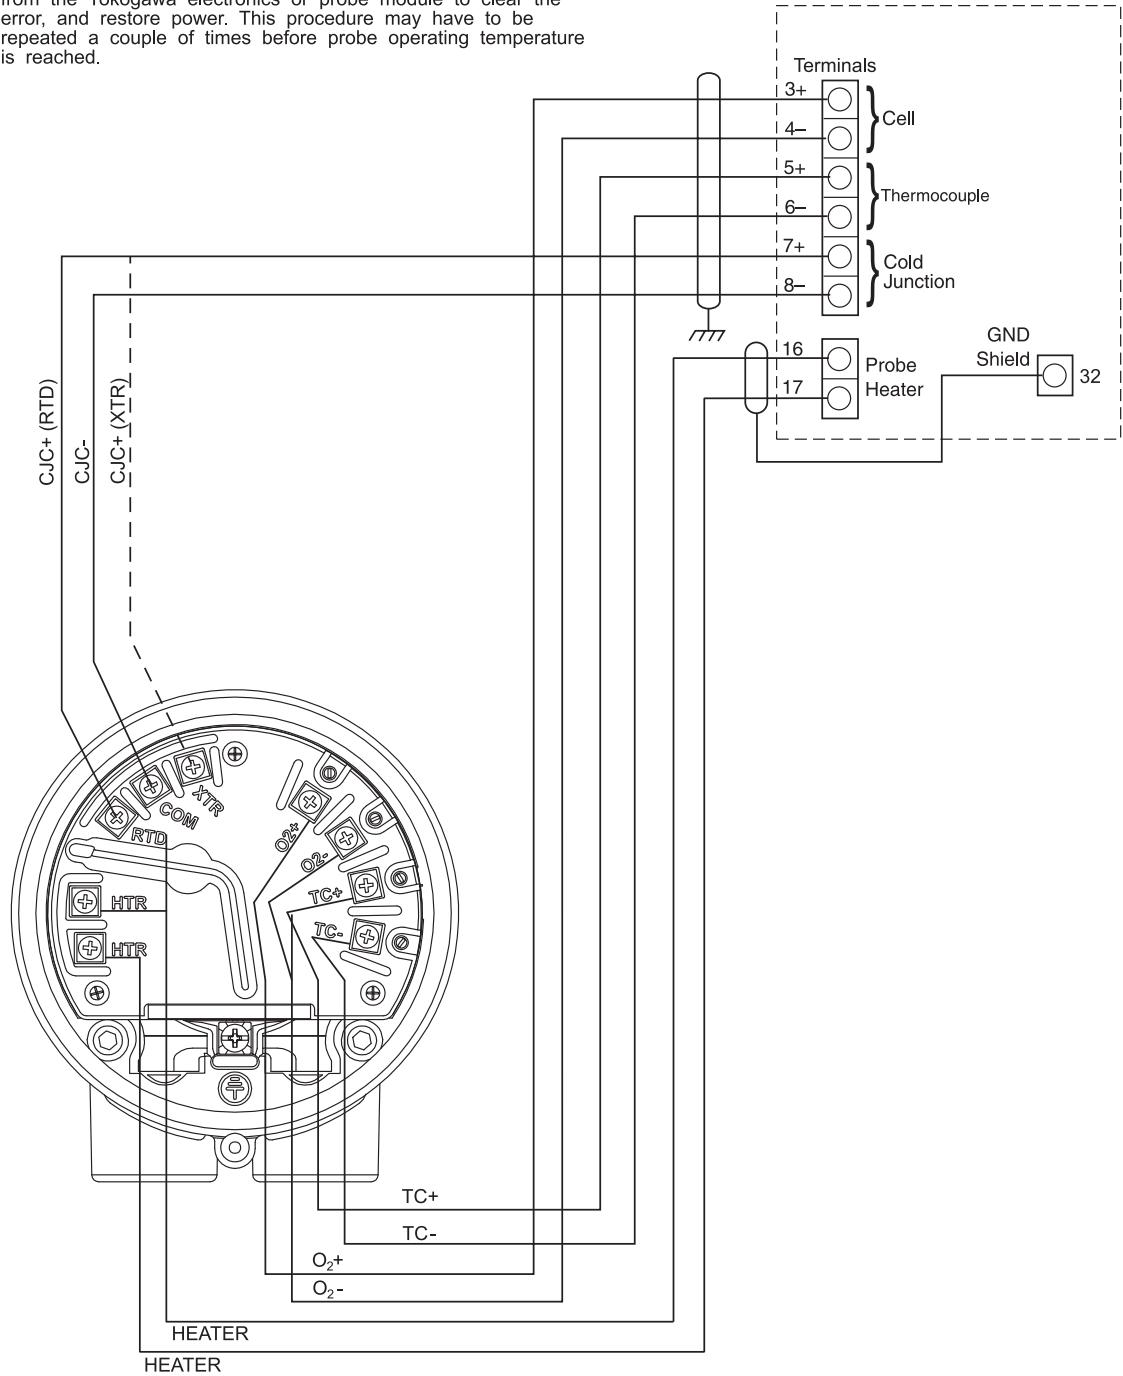 from the Yokogawa electronics or probe module to clear the
error, and restore power. This procedure may have to be
repeated a couple of times before probe operating temperature
is reached.
Terminals
3+
4–
Cell
5+
6–
Thermocouple
7+
8–
Cold
Junction
16
17
Probe
Heater
GND
Shield
32
CJC+ (RTD)
CJC-
CJC+ (XTR)
XTR
COM
RTD
HTR
HTR
O2+
O2-
TC+
TC-
TC+
TC-
O2+
O2-
HEATER
HEATER